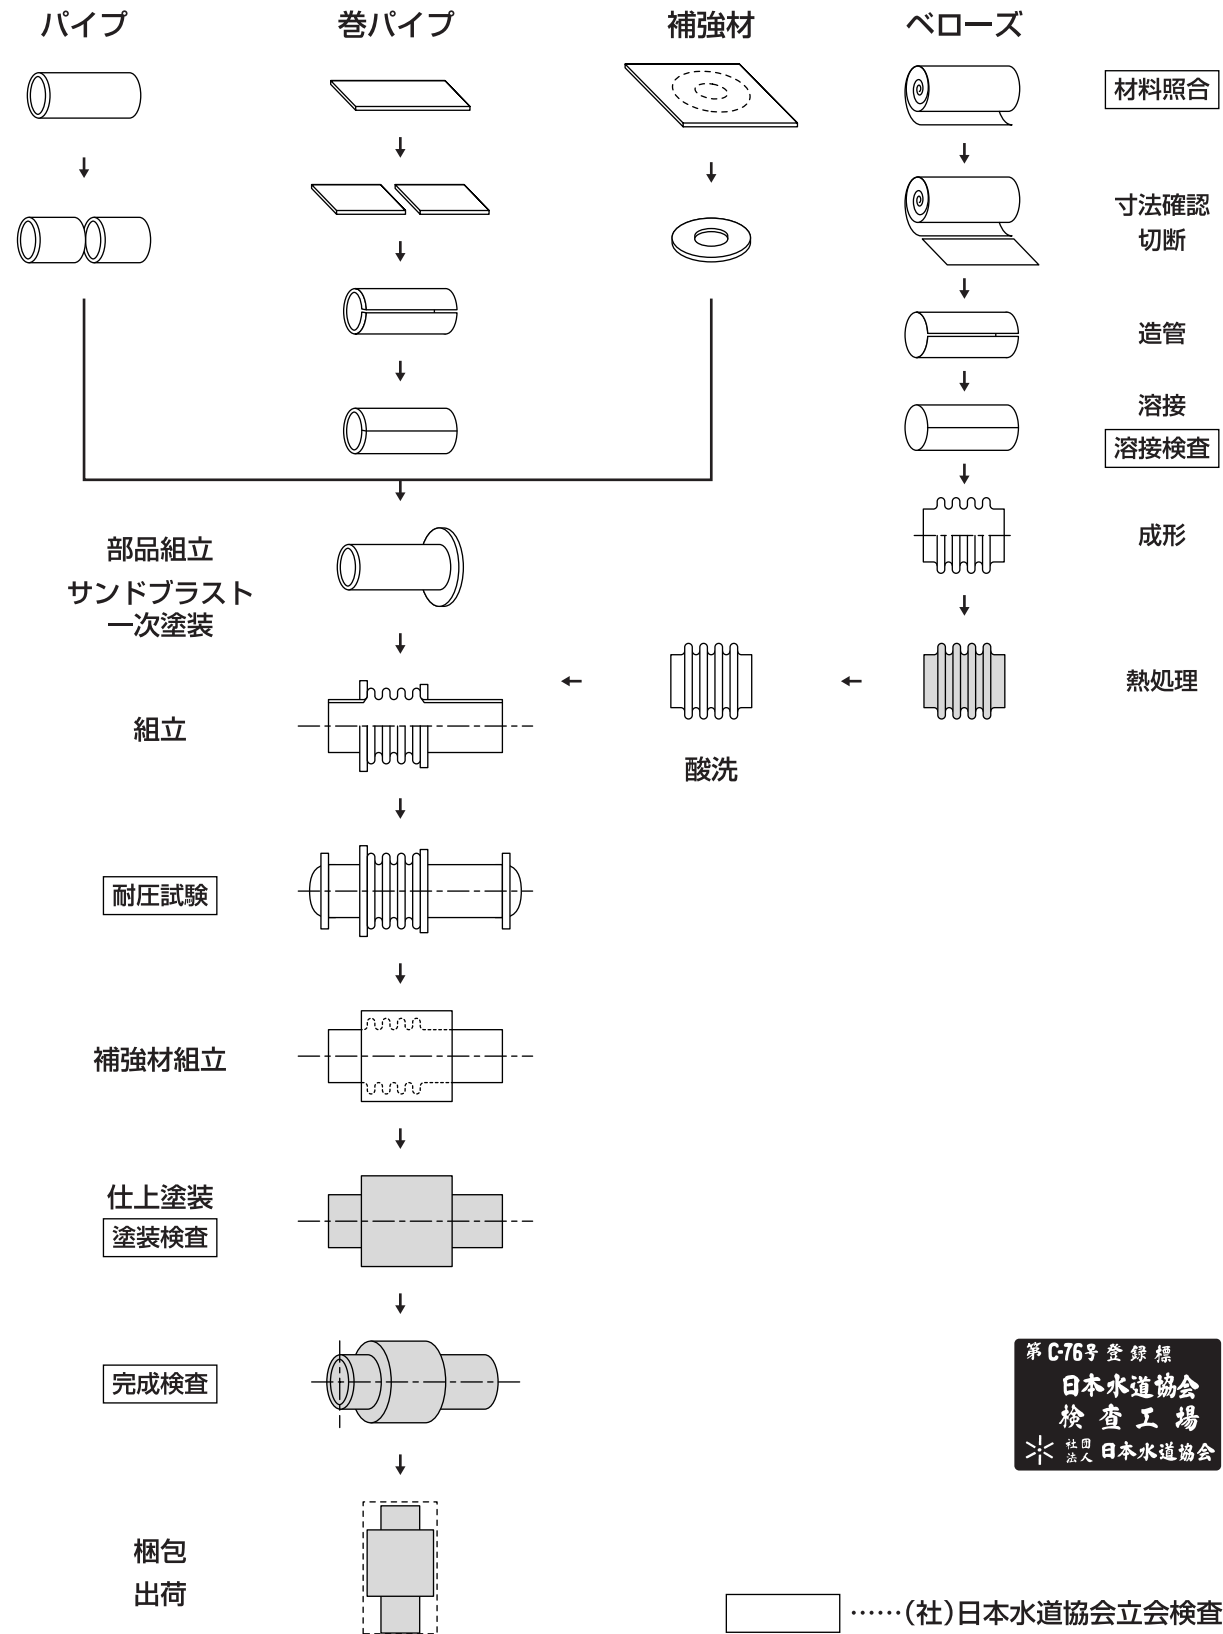 パイプ
巻パイプ
補強材
ベローズ
材料照合
寸法確認
切断
造管
溶接
溶接検査
成形
部品組立
サンドブラスト
一次塗装
熱処理
組立
酸洗
耐圧試験
補強材組立
仕上塗装
塗装検査
完成検査
第C-76号登録標
日本水道協会
検査工場
社団法人 日本水道協会
梱包
出荷
……(社)日本水道協会立会検査